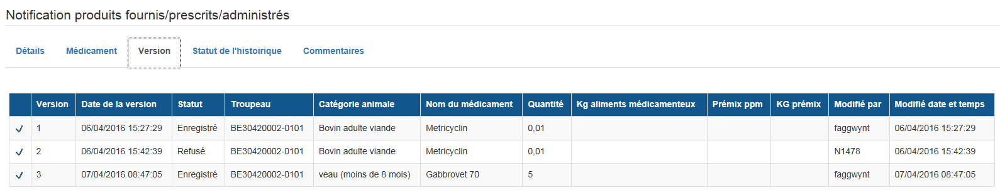 Notification produits fournis/prescrits/administrés
Détails Médicament Version Statut de l'histoirique Commentaires
Version Date de la version Statut Troupeau Catégorie animale Nom du médicament Quantité Kg aliments médicamenteux Prémix ppm KG prémix Modifié par Modifié date et temps
1 06/04/2016 15:27:29 Enregistré BE30420002-0101 Bovin adulte viande Metricyclin 0,01 faggwynt 06/04/2016 15:27:29
2 06/04/2016 15:42:39 Refusé BE30420002-0101 Bovin adulte viande Metricyclin 0,01 N1478 06/04/2016 15:42:39
3 07/04/2016 08:47:05 Enregistré BE30420002-0101 veau (moins de 8 mois) Gabbrovet 70 5 faggwynt 07/04/2016 08:47:05